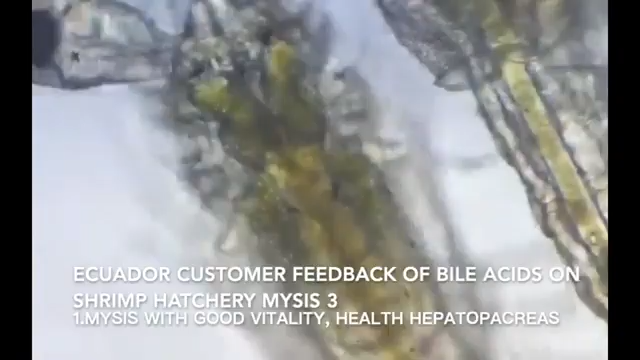 ECUADOR CUSTOMER FEEDBACK OF BILE ACIDS ON
SHRIMP HATCHERY MYSIS 3
1.MYSIS WITH GOOD VITALITY, HEALTH HEPATOPACREAS